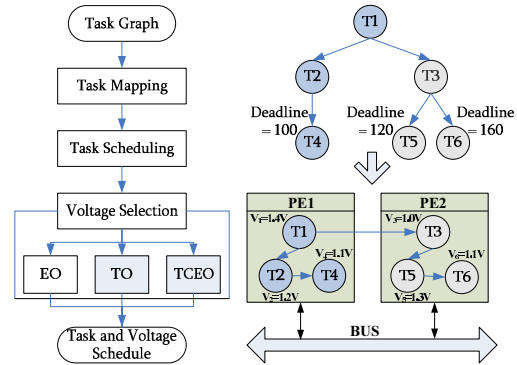 Task Graph
Task Mapping
Task Scheduling
Voltage Selection
EO
TO
TCEO
Task and Voltage
Schedule
T1
T2
T3
Deadline
= 100
T4
Deadline
= 120
T5
T6
Deadline
= 160
PE1
V₁=1.4V
T1
V₄=1.1V
T2
T4
V₂=1.2V
PE2
V₃=1.0V
T3
V₆=1.1V
T5
T6
V₅=1.3V
BUS